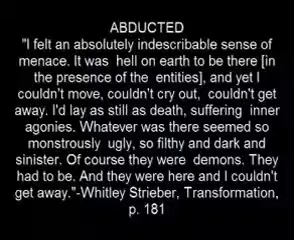 ABDUCTED
"I felt an absolutely indescribable sense of
menace. It was hell on earth to be there [in
the presence of the entities], and yet I
couldn't move, couldn't cry out, couldn't get
away. I'd lay as still as death, suffering inner
agonies. Whatever was there seemed so
monstrously ugly, so filthy and dark and
sinister. Of course they were demons. They
had to be. And they were here and I couldn't
get away."-Whitley Strieber, Transformation,
p. 181